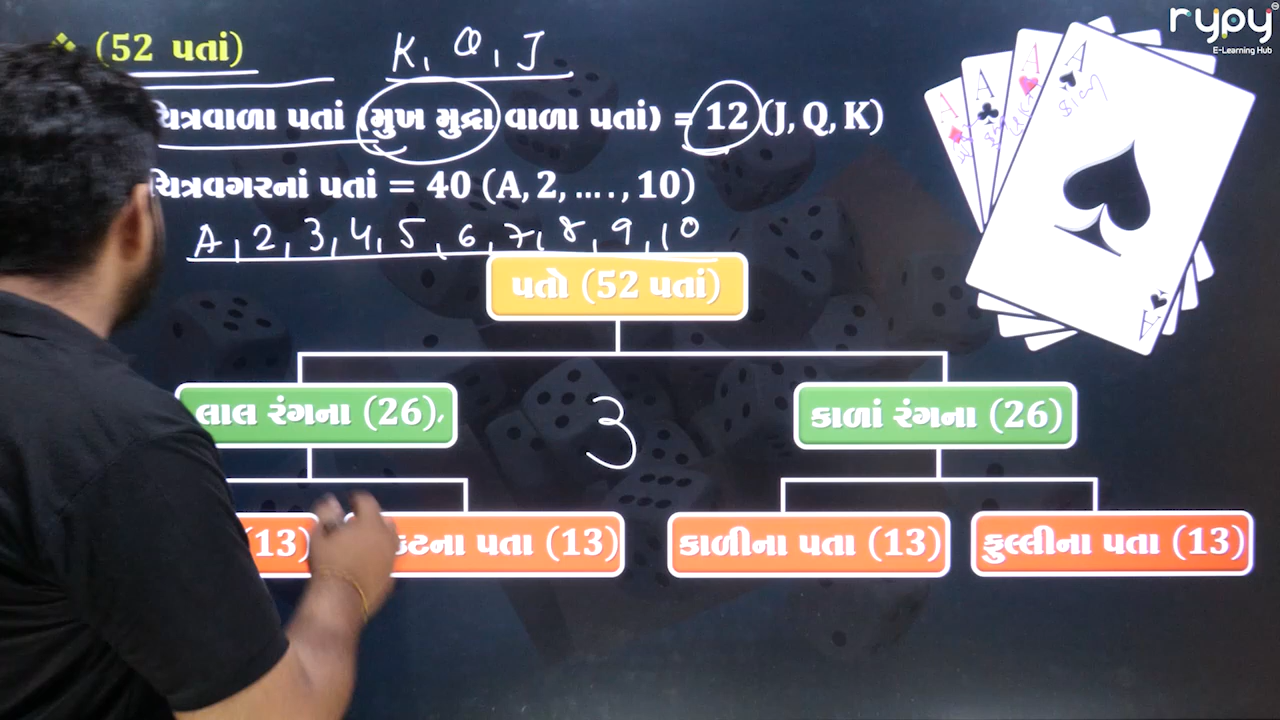 rypy
E-Learning Hub
(52 પતાં)
K, Q, J
ચિત્રવાળા પતાં (મુખ મુદ્રા વાળા પતાં) = 12 (J, Q, K)
ચિત્રવગરનાં પતાં = 40 (A, 2, ...., 10)
A, 2, 3, 4, 5, 6, 7, 8, 9, 10
પતો (52 પતાં)
લાલ રંગના (26)
3
કાળાં રંગના (26)
(13)
પતા (13)
કાળીના પતા (13)
ફુલ્લીના પતા (13)
A
A
A
A
A